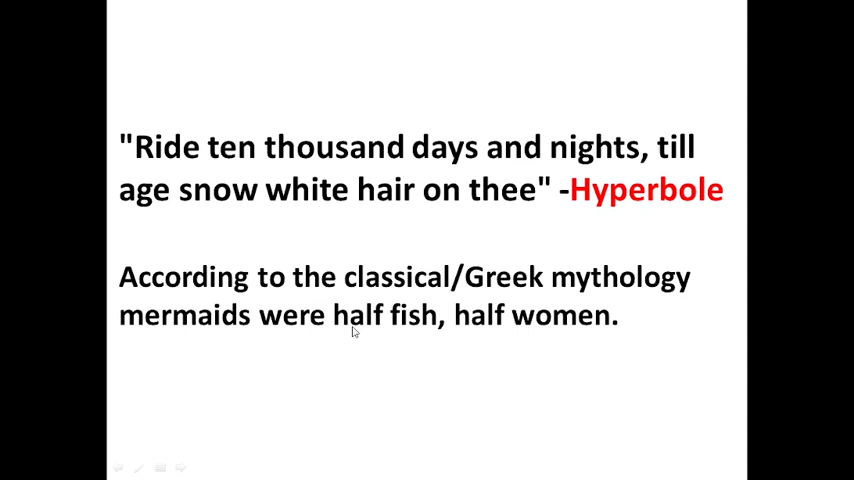 "Ride ten thousand days and nights, till
age snow white hair on thee" -Hyperbole
According to the classical/Greek mythology
mermaids were half fish, half women.